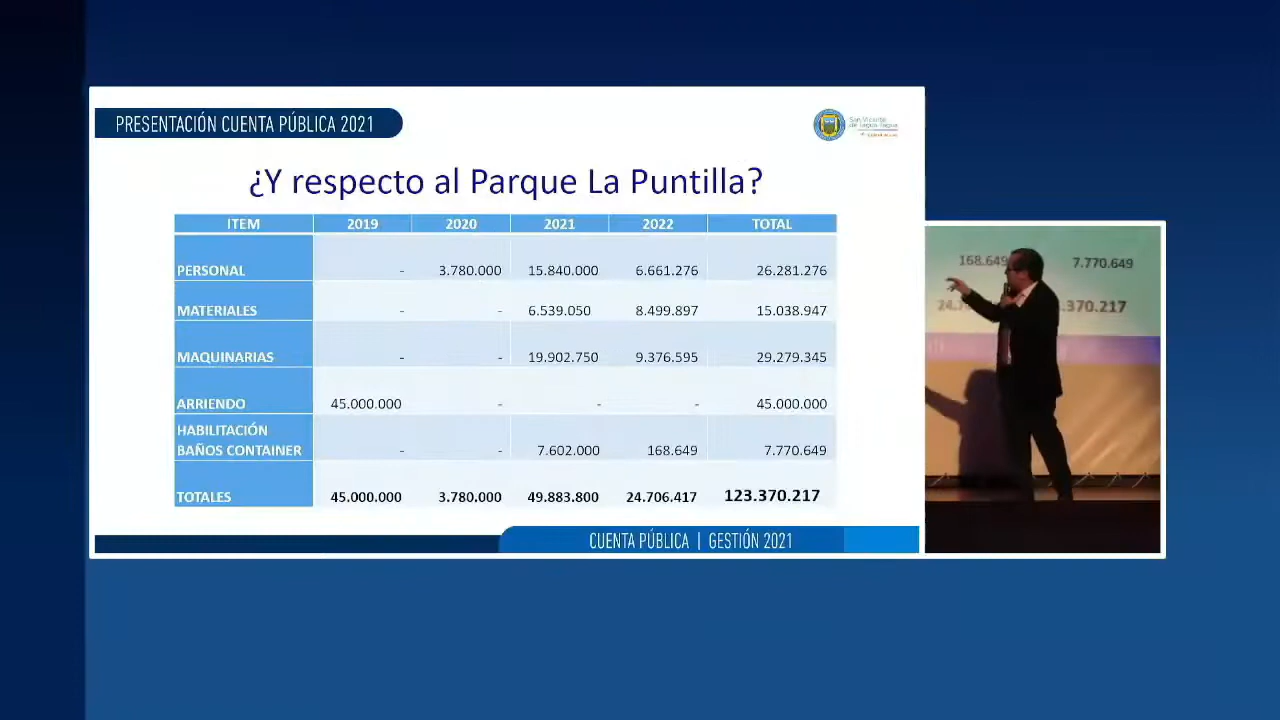 PRESENTACIÓN CUENTA PÚBLICA 2021
San Vicente
de Tagua Tagua
¿Y respecto al Parque La Puntilla?
ITEM 2019 2020 2021 2022 TOTAL
PERSONAL - 3.780.000 15.840.000 6.661.276 26.281.276
MATERIALES - - 6.539.050 8.499.897 15.038.947
MAQUINARIAS - - 19.902.750 9.376.595 29.279.345
ARRIENDO 45.000.000 - - - 45.000.000
HABILITACIÓN
BAÑOS CONTAINER - - 7.602.000 168.649 7.770.649
TOTALES 45.000.000 3.780.000 49.883.800 24.706.417 123.370.217
CUENTA PÚBLICA | GESTIÓN 2021
168.649 7.770.649
24.7 .370.217